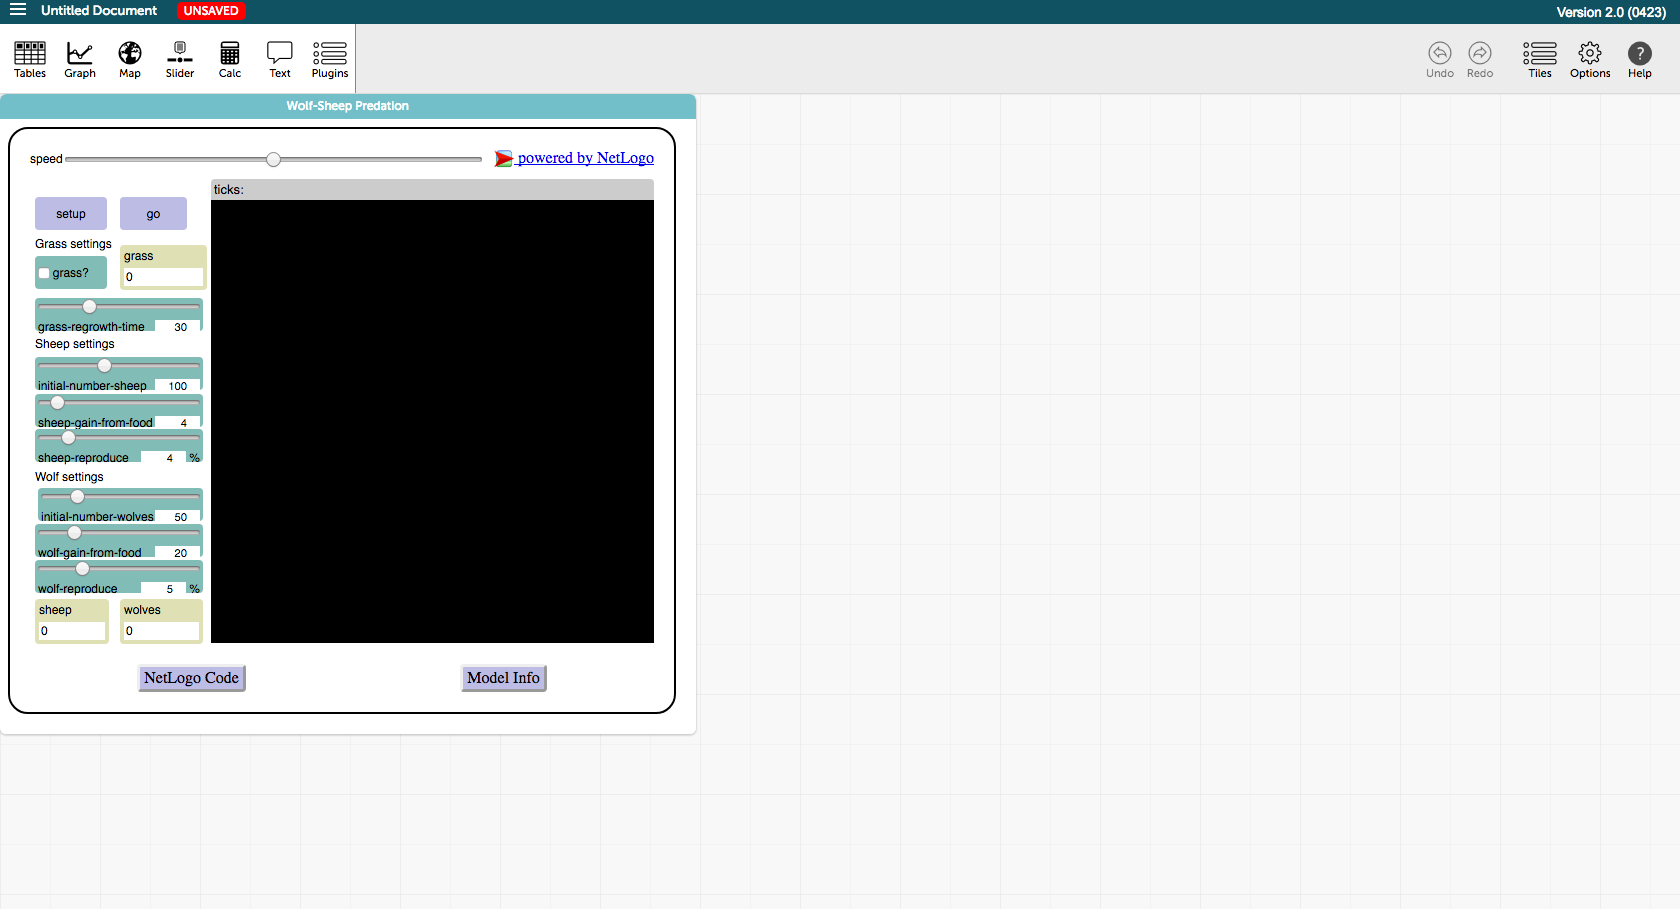 Untitled Document UNSAVED Version 2.0 (0423)
Tables Graph Map Slider Calc Text Plugins Undo Redo Tiles Options ? Help
Wolf-Sheep Predation
speed powered by NetLogo
ticks:
setup go
Grass settings
grass
grass? 0
grass-regrowth-time 30
Sheep settings
initial-number-sheep 100
sheep-gain-from-food 4
sheep-reproduce 4 %
Wolf settings
initial-number-wolves 50
wolf-gain-from-food 20
wolf-reproduce 5 %
sheep wolves
0 0
NetLogo Code Model Info